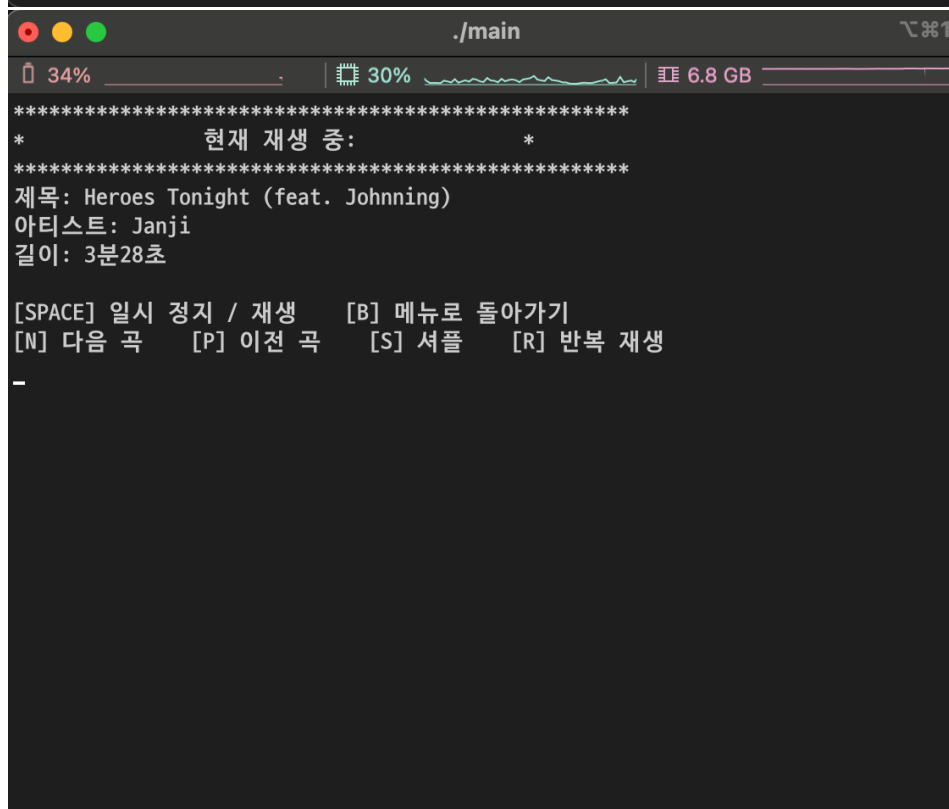 ./main ⌥⌘1
34% 30% 6.8 GB
****************************************************
* 현재 재생 중: *
****************************************************
제목: Heroes Tonight (feat. Johnning)
아티스트: Janji
길이: 3분28초
[SPACE] 일시 정지 / 재생 [B] 메뉴로 돌아가기
[N] 다음 곡 [P] 이전 곡 [S] 셔플 [R] 반복 재생